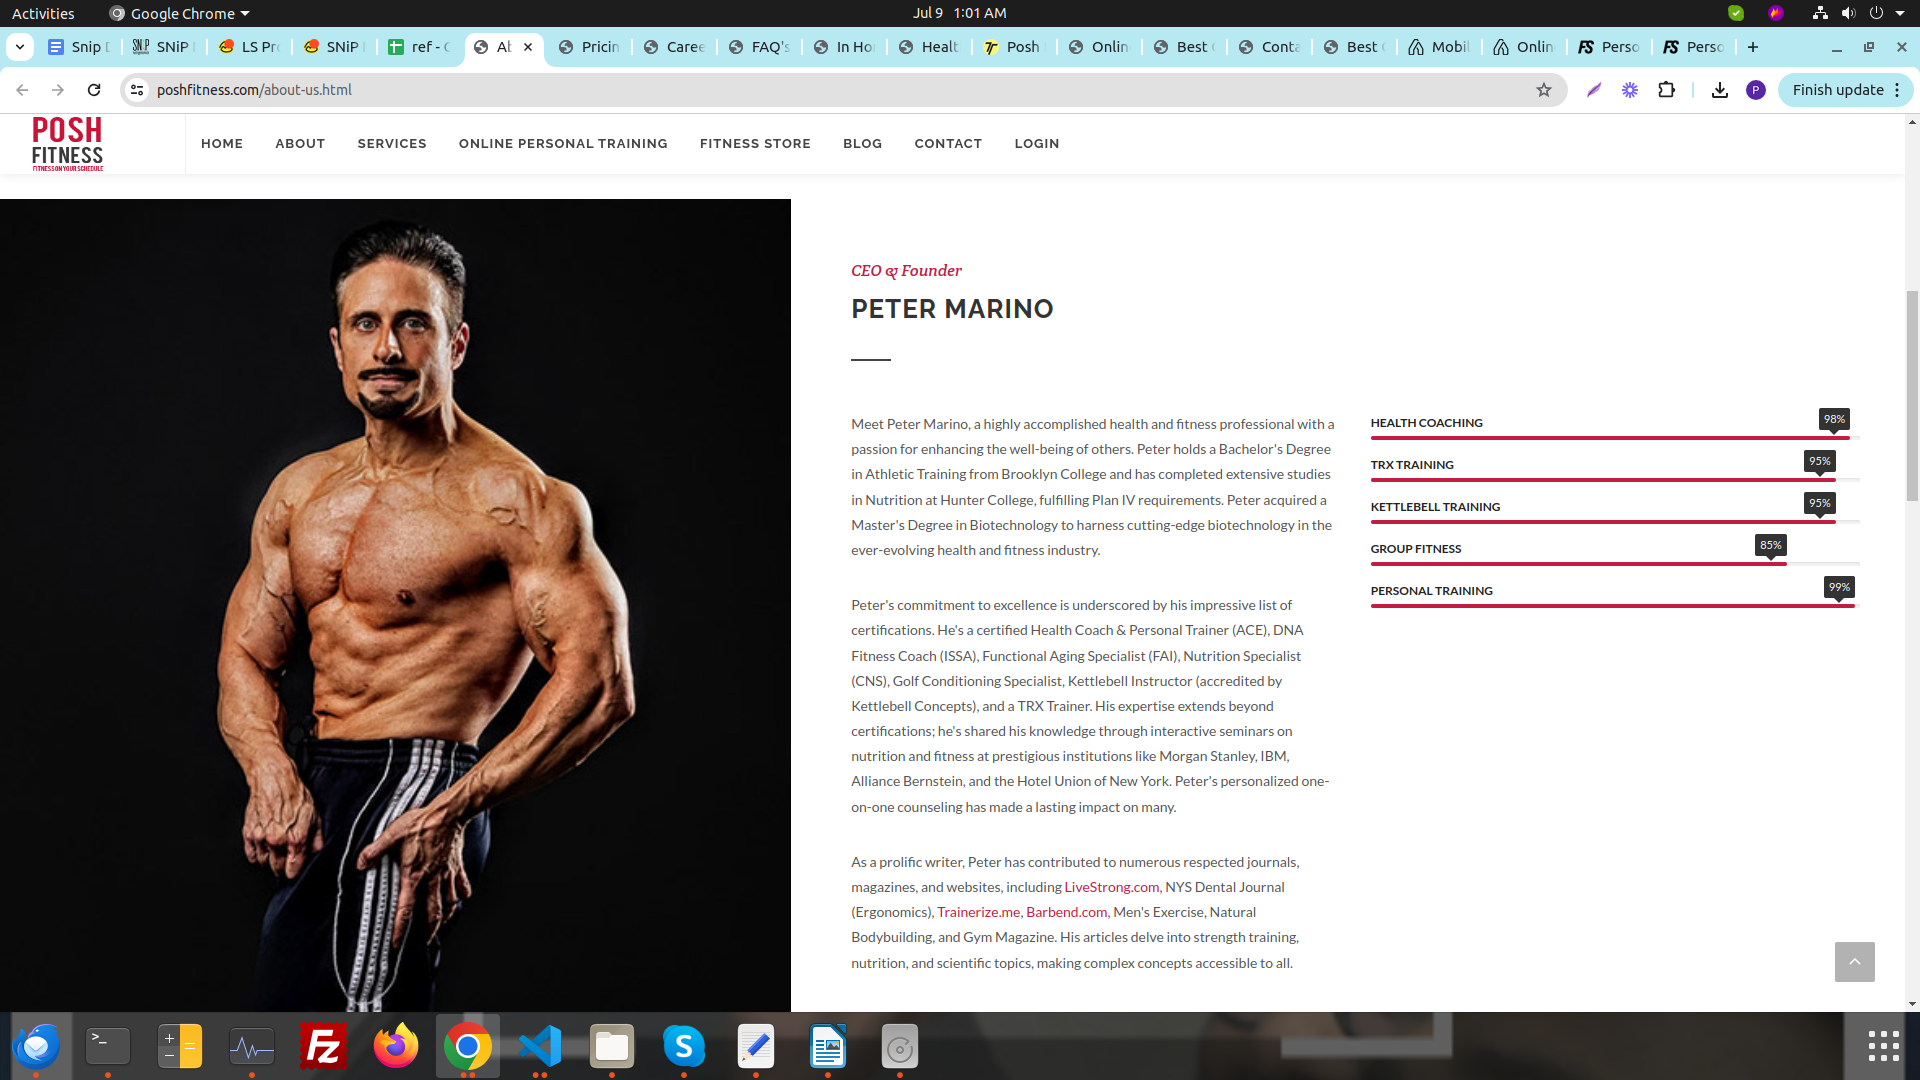 Activities
Google Chrome
Jul 9 1:01 AM
Snip
SNiP
LS Pr
SNiP
ref -
Ab
Pricin
Caree
FAQ's
In Ho
Healt
Posh
Onlin
Best
Conta
Best
Mobil
Onlin
Perso
Perso
poshfitness.com/about-us.html
P
Finish update
POSH
FITNESS
FITNESS ON YOUR SCHEDULE
HOME
ABOUT
SERVICES
ONLINE PERSONAL TRAINING
FITNESS STORE
BLOG
CONTACT
LOGIN
CEO & Founder
PETER MARINO
Meet Peter Marino, a highly accomplished health and fitness professional with a
passion for enhancing the well-being of others. Peter holds a Bachelor's Degree
in Athletic Training from Brooklyn College and has completed extensive studies
in Nutrition at Hunter College, fulfilling Plan IV requirements. Peter acquired a
Master's Degree in Biotechnology to harness cutting-edge biotechnology in the
ever-evolving health and fitness industry.
Peter's commitment to excellence is underscored by his impressive list of
certifications. He's a certified Health Coach & Personal Trainer (ACE), DNA
Fitness Coach (ISSA), Functional Aging Specialist (FAI), Nutrition Specialist
(CNS), Golf Conditioning Specialist, Kettlebell Instructor (accredited by
Kettlebell Concepts), and a TRX Trainer. His expertise extends beyond
certifications; he's shared his knowledge through interactive seminars on
nutrition and fitness at prestigious institutions like Morgan Stanley, IBM,
Alliance Bernstein, and the Hotel Union of New York. Peter's personalized one-
on-one counseling has made a lasting impact on many.
As a prolific writer, Peter has contributed to numerous respected journals,
magazines, and websites, including LiveStrong.com, NYS Dental Journal
(Ergonomics), Trainerize.me, Barbend.com, Men's Exercise, Natural
Bodybuilding, and Gym Magazine. His articles delve into strength training,
nutrition, and scientific topics, making complex concepts accessible to all.
HEALTH COACHING
98%
TRX TRAINING
95%
KETTLEBELL TRAINING
95%
GROUP FITNESS
85%
PERSONAL TRAINING
99%